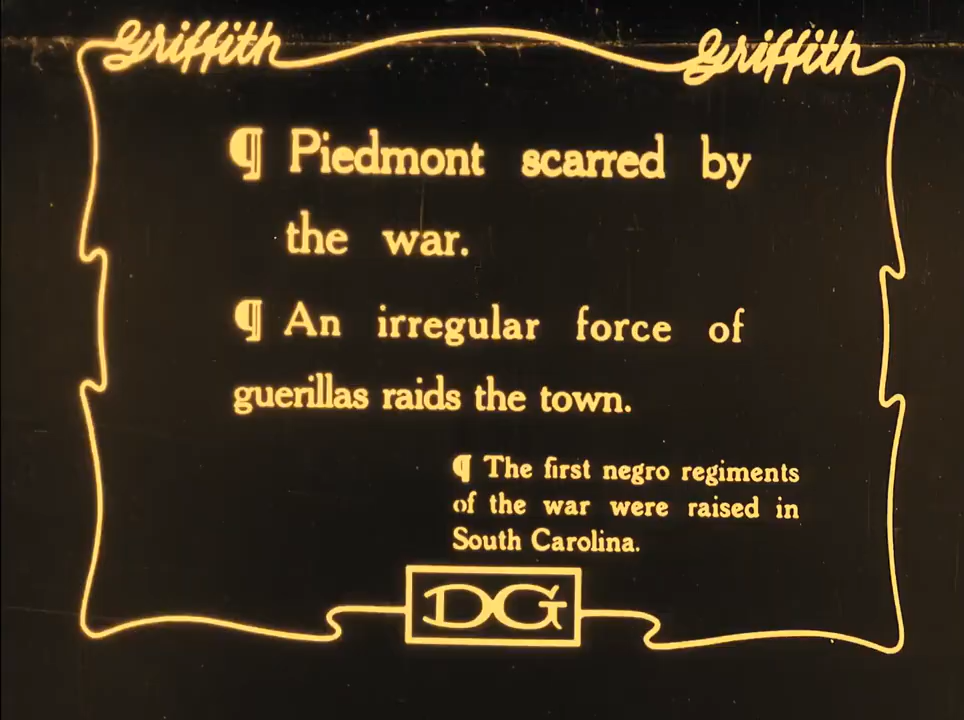 Griffith Griffith
¶ Piedmont scarred by
the war.
¶ An irregular force of
guerillas raids the town.
¶ The first negro regiments
of the war were raised in
South Carolina.
DG